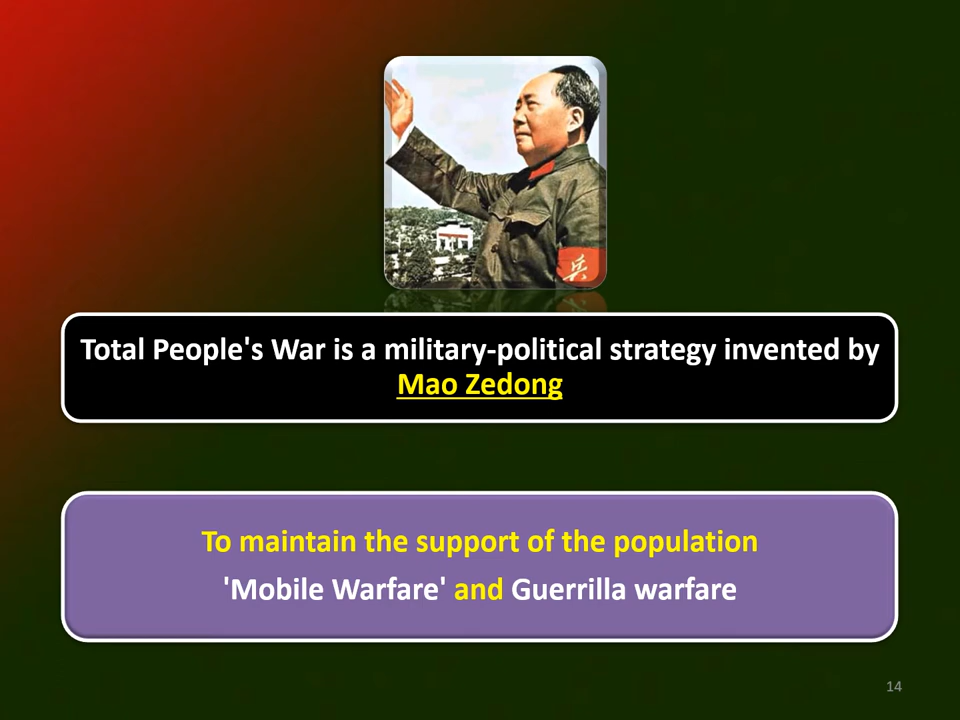 兵
Total People's War is a military-political strategy invented by
Mao Zedong
To maintain the support of the population
'Mobile Warfare' and Guerrilla warfare
14